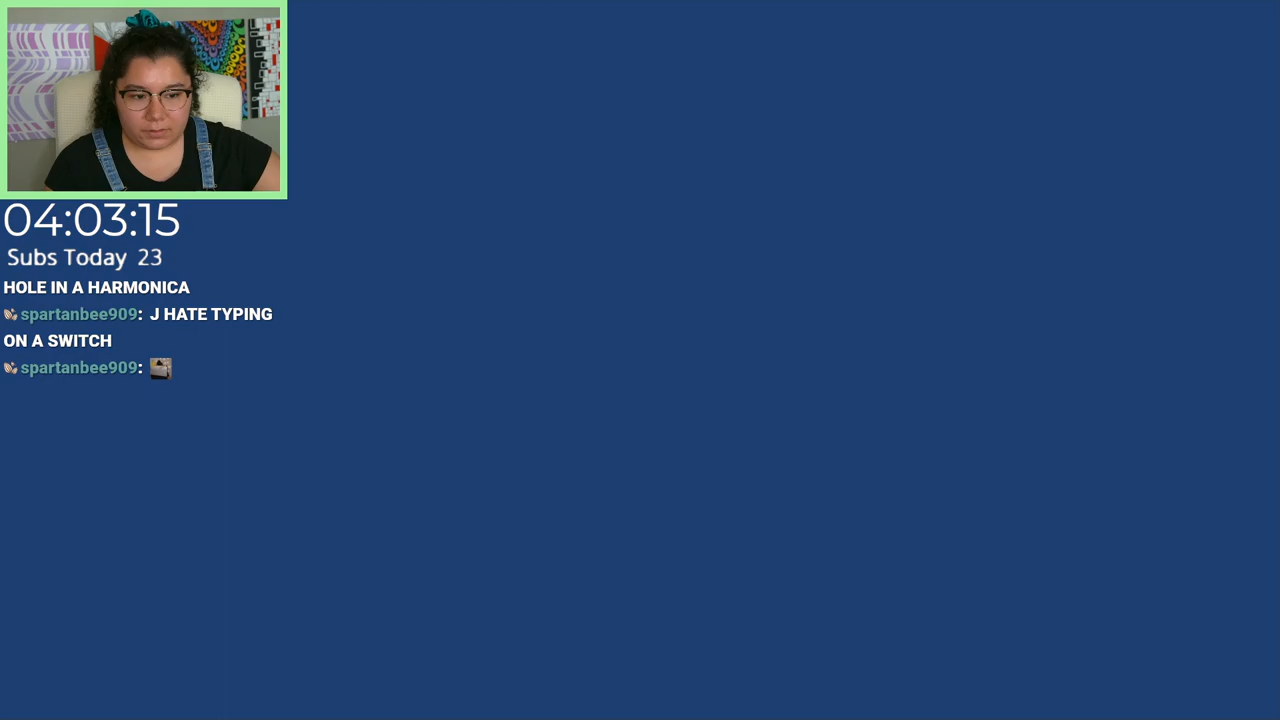 04:03:15
Subs Today 23
HOLE IN A HARMONICA
spartanbee909: J HATE TYPING
ON A SWITCH
spartanbee909: